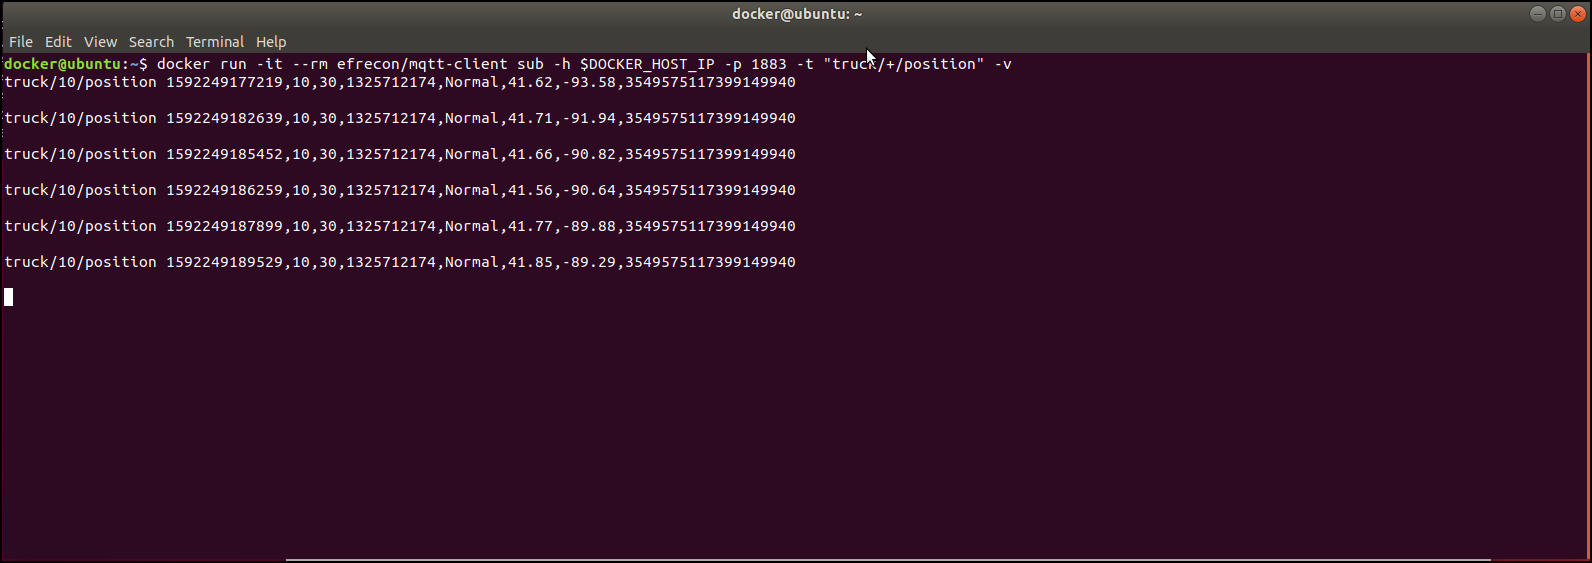 docker@ubuntu: ~
File Edit View Search Terminal Help
docker@ubuntu:~$ docker run -it --rm efrecon/mqtt-client sub -h $DOCKER_HOST_IP -p 1883 -t "truck/+/position" -v
truck/10/position 1592249177219,10,30,1325712174,Normal,41.62,-93.58,3549575117399149940
truck/10/position 1592249182639,10,30,1325712174,Normal,41.71,-91.94,3549575117399149940
truck/10/position 1592249185452,10,30,1325712174,Normal,41.66,-90.82,3549575117399149940
truck/10/position 1592249186259,10,30,1325712174,Normal,41.56,-90.64,3549575117399149940
truck/10/position 1592249187899,10,30,1325712174,Normal,41.77,-89.88,3549575117399149940
truck/10/position 1592249189529,10,30,1325712174,Normal,41.85,-89.29,3549575117399149940